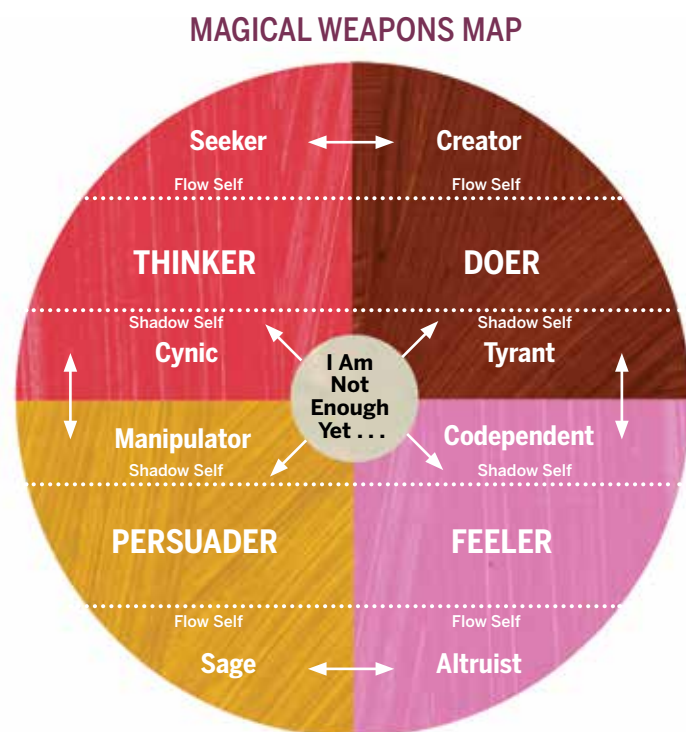 MAGICAL WEAPONS MAP
Seeker
Creator
Flow Self
Flow Self
THINKER
DOER
Shadow Self
Shadow Self
Cynic
Tyrant
I Am
Not
Enough
Yet . . .
Manipulator
Codependent
Shadow Self
Shadow Self
PERSUADER
FEELER
Flow Self
Flow Self
Sage
Altruist